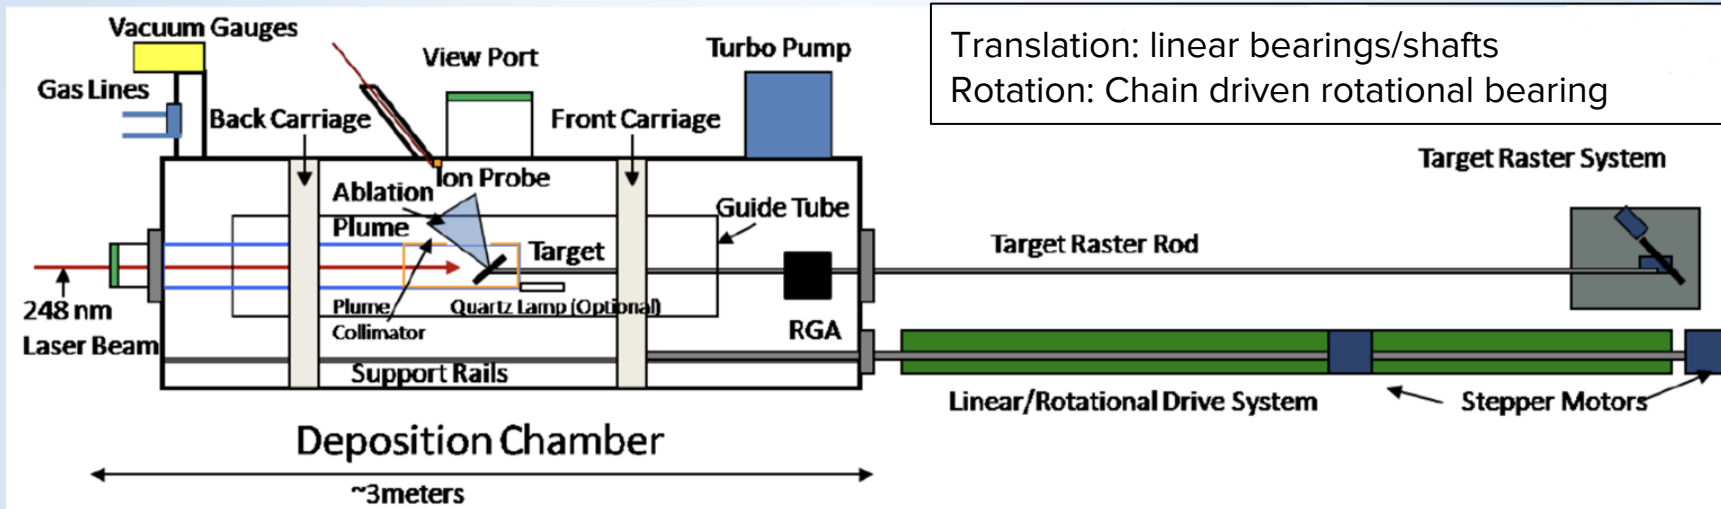 Translation: linear bearings/shafts
Rotation: Chain driven rotational bearing
Vacuum Gauges
View Port
Turbo Pump
Gas Lines
Back Carriage
Front Carriage
Target Raster System
Ion Probe
Ablation
Plume
Guide Tube
Target
Target Raster Rod
248 nm
Laser Beam
Plume
Collimator
Quartz Lamp (Optional)
RGA
Support Rails
Linear/Rotational Drive System
Stepper Motors
Deposition Chamber
~3meters